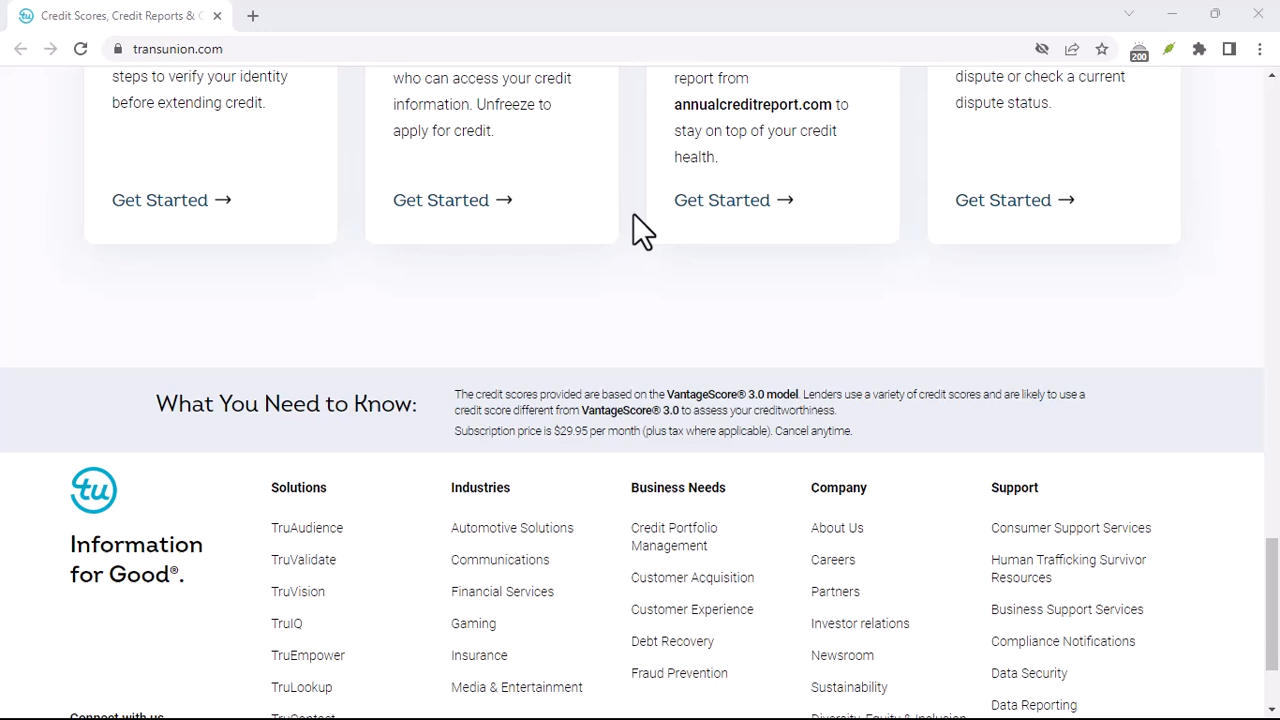 Credit Scores, Credit Reports &
transunion.com
200
steps to verify your identity
before extending credit.
Get Started →
who can access your credit
information. Unfreeze to
apply for credit.
Get Started →
report from
annualcreditreport.com to
stay on top of your credit
health.
Get Started →
dispute or check a current
dispute status.
Get Started →
What You Need to Know:
The credit scores provided are based on the VantageScore® 3.0 model. Lenders use a variety of credit scores and are likely to use a
credit score different from VantageScore® 3.0 to assess your creditworthiness.
Subscription price is $29.95 per month (plus tax where applicable). Cancel anytime.
tu
Information
for Good®.
Connect with us
Solutions
TruAudience
TruValidate
TruVision
TruIQ
TruEmpower
TruLookup
TruContact
Industries
Automotive Solutions
Communications
Financial Services
Gaming
Insurance
Media & Entertainment
Business Needs
Credit Portfolio
Management
Customer Acquisition
Customer Experience
Debt Recovery
Fraud Prevention
Company
About Us
Careers
Partners
Investor relations
Newsroom
Sustainability
Diversity, Equity & Inclusion
Support
Consumer Support Services
Human Trafficking Survivor
Resources
Business Support Services
Compliance Notifications
Data Security
Data Reporting